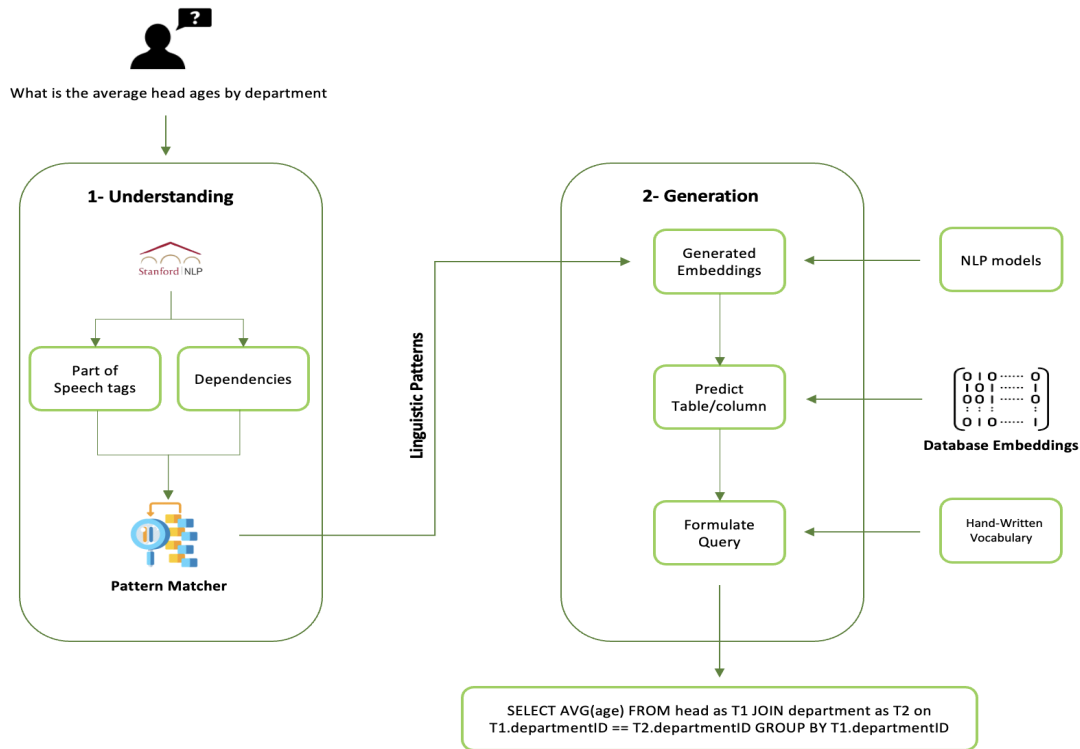 ?
What is the average head ages by department
1- Understanding
Stanford NLP
Part of
Speech tags
Dependencies
Pattern Matcher
Linguistic Patterns
2- Generation
Generated
Embeddings
NLP models
Predict
Table/column
O I O ...... O
I O I ...... O
O O I ...... O
: : : :
O I O ...... I
Database Embeddings
Formulate
Query
Hand-Written
Vocabulary
SELECT AVG(age) FROM head as T1 JOIN department as T2 on
T1.departmentID == T2.departmentID GROUP BY T1.departmentID